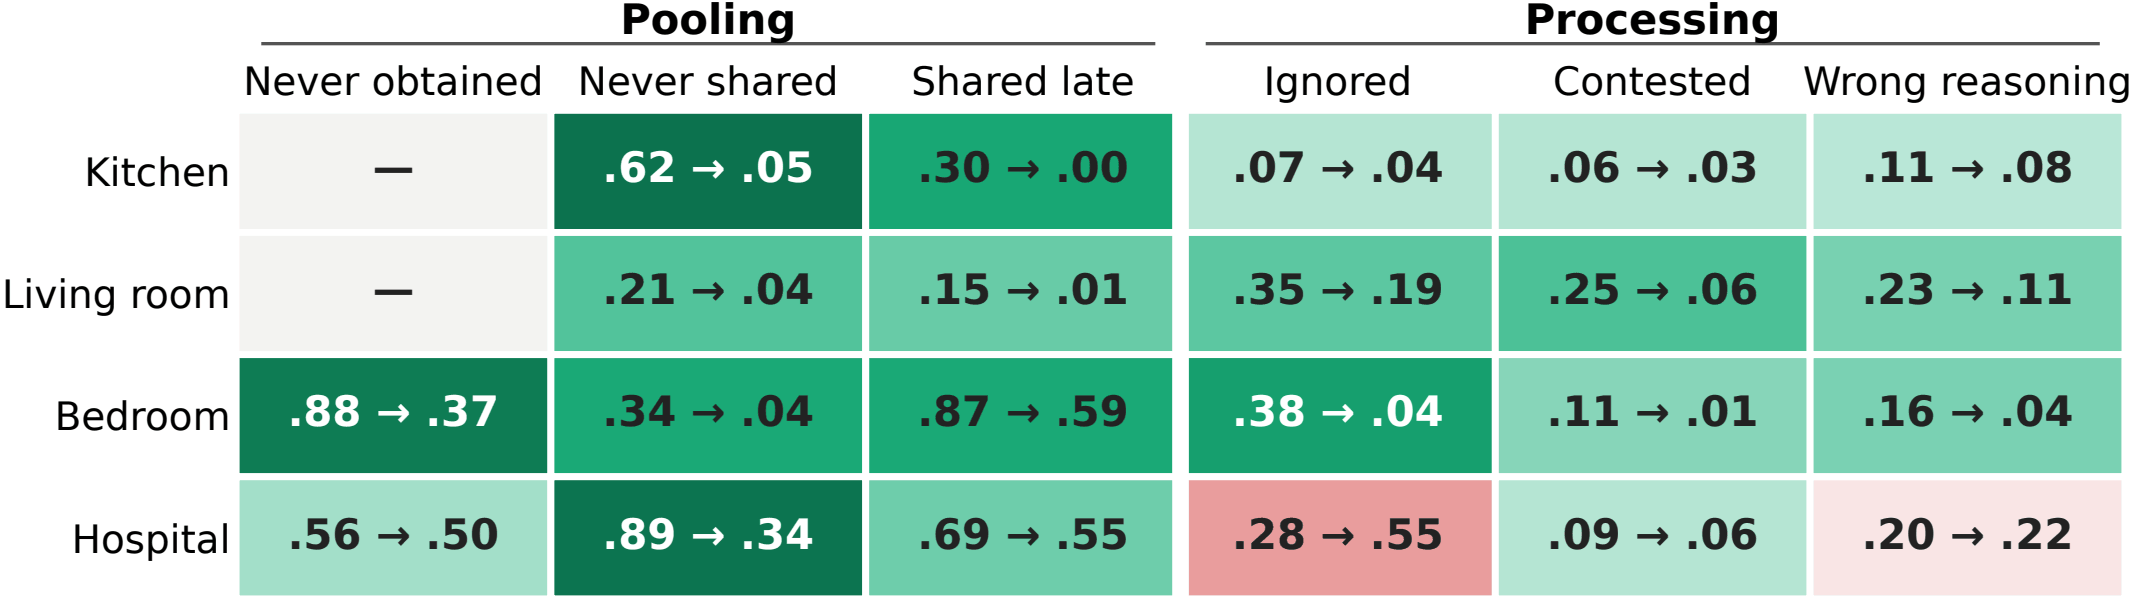 Pooling Processing
Never obtained Never shared Shared late Ignored Contested Wrong reasoning
Kitchen — .62 → .05 .30 → .00 .07 → .04 .06 → .03 .11 → .08
Living room — .21 → .04 .15 → .01 .35 → .19 .25 → .06 .23 → .11
Bedroom .88 → .37 .34 → .04 .87 → .59 .38 → .04 .11 → .01 .16 → .04
Hospital .56 → .50 .89 → .34 .69 → .55 .28 → .55 .09 → .06 .20 → .22